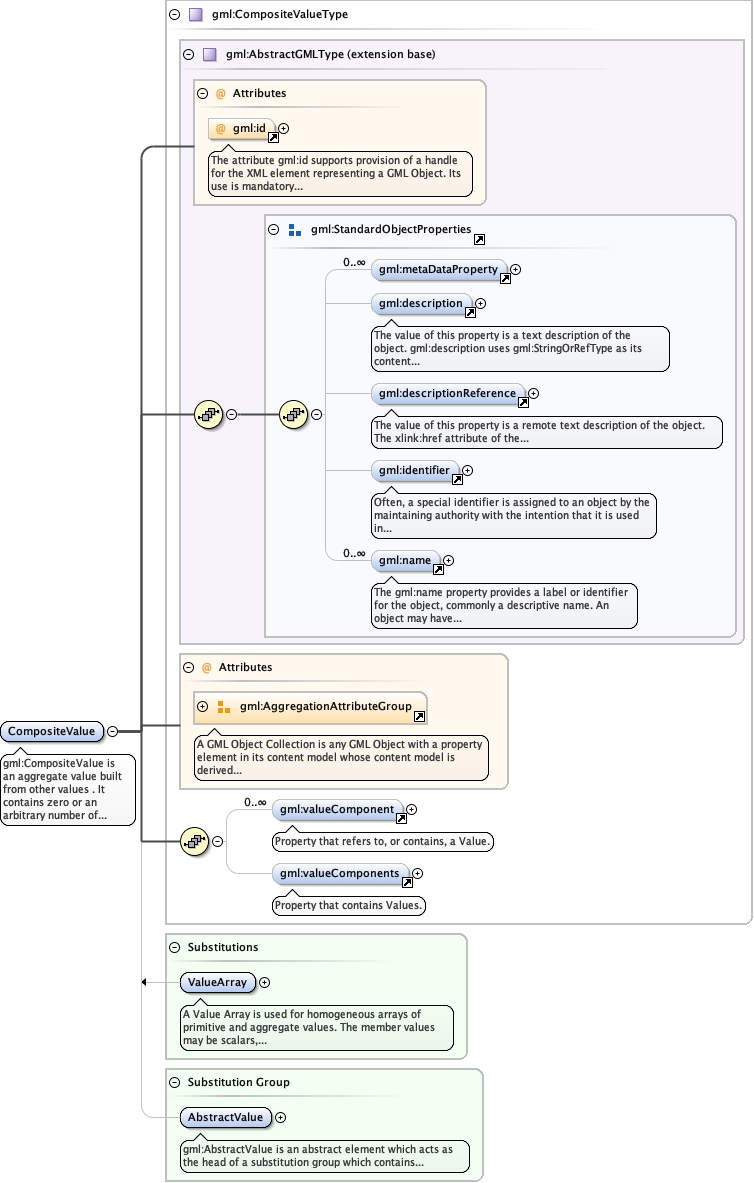 gml:CompositeValueType
gml:AbstractGMLType (extension base)
@ Attributes
@ gml:id
The attribute gml:id supports provision of a handle
for the XML element representing a GML Object. Its
use is mandatory...
gml:StandardObjectProperties
0..∞
gml:metaDataProperty
gml:description
The value of this property is a text description of the
object. gml:description uses gml:StringOrRefType as its
content...
gml:descriptionReference
The value of this property is a remote text description of the object.
The xlink:href attribute of the...
gml:identifier
Often, a special identifier is assigned to an object by the
maintaining authority with the intention that it is used
in...
0..∞
gml:name
The gml:name property provides a label or identifier
for the object, commonly a descriptive name. An
object may have...
@ Attributes
gml:AggregationAttributeGroup
A GML Object Collection is any GML Object with a property
element in its content model whose content model is
derived...
CompositeValue
gml:CompositeValue is
an aggregate value built
from other values . It
contains zero or an
arbitrary number of...
0..∞
gml:valueComponent
Property that refers to, or contains, a Value.
gml:valueComponents
Property that contains Values.
Substitutions
ValueArray
A Value Array is used for homogeneous arrays of
primitive and aggregate values. The member values
may be scalars,...
Substitution Group
AbstractValue
gml:AbstractValue is an abstract element which acts as
the head of a substitution group which contains...